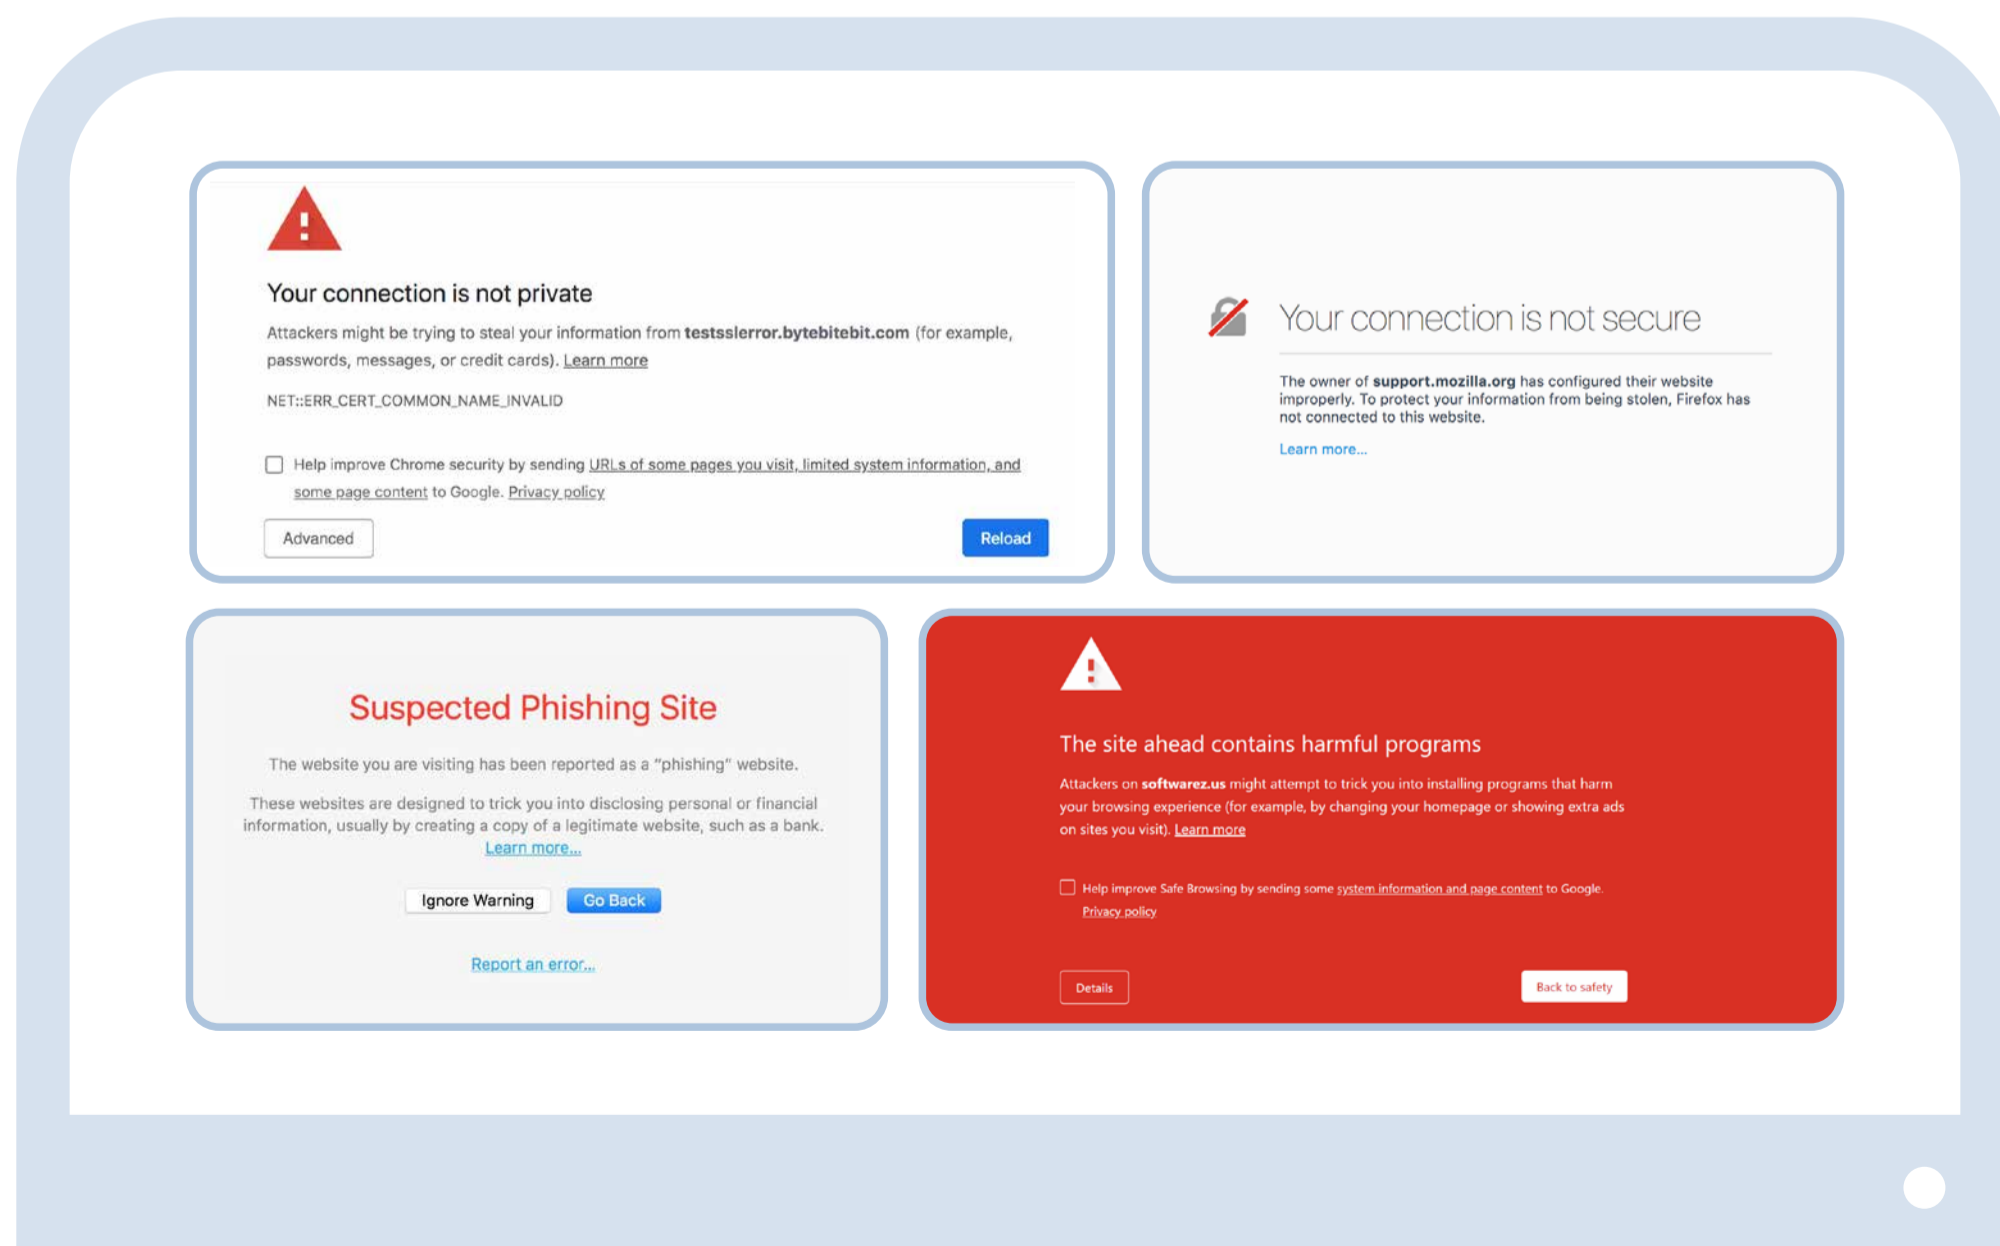 Your connection is not private
Attackers might be trying to steal your information from testsslerror.bytebitebit.com (for example,
passwords, messages, or credit cards). Learn more
NET::ERR_CERT_COMMON_NAME_INVALID
Help improve Chrome security by sending URLs of some pages you visit, limited system information, and
some page content to Google. Privacy policy
Advanced
Reload
Your connection is not secure
The owner of support.mozilla.org has configured their website
improperly. To protect your information from being stolen, Firefox has
not connected to this website.
Learn more...
Suspected Phishing Site
The website you are visiting has been reported as a “phishing” website.
These websites are designed to trick you into disclosing personal or financial
information, usually by creating a copy of a legitimate website, such as a bank.
Learn more...
Ignore Warning
Go Back
Report an error...
The site ahead contains harmful programs
Attackers on softwarez.us might attempt to trick you into installing programs that harm
your browsing experience (for example, by changing your homepage or showing extra ads
on sites you visit). Learn more
Help improve Safe Browsing by sending some system information and page content to Google.
Privacy policy
Details
Back to safety